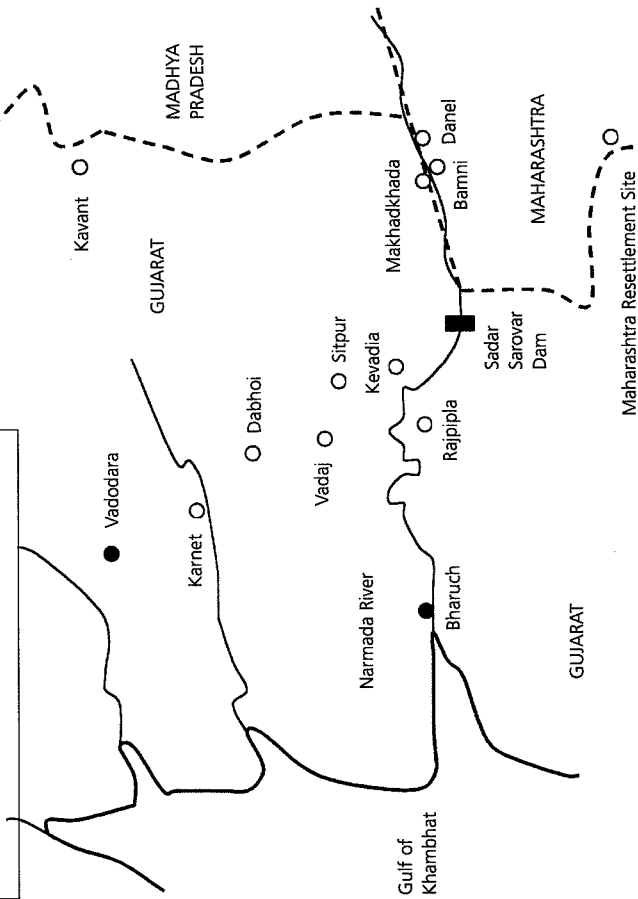 MADHYA
PRADESH
Kavant
GUJARAT
Vadodara
Karnet
Dabhoi
Sitpur
Vadaj
Kevadia
Rajpipla
Makhadkhada
Danel
Bamni
MAHARASHTRA
Sadar
Sarovar
Dam
Maharashtra Resettlement Site
Narmada River
Bharuch
GUJARAT
Gulf of
Khambhat